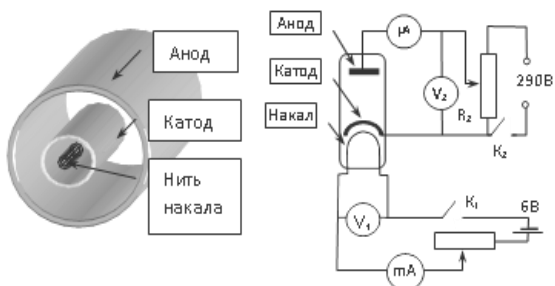 Анод
Катод
Нить
накала
Анод
Катод
Накал
μA
V₂
R₂
K₂
290В
V₁
K₁
6В
mA